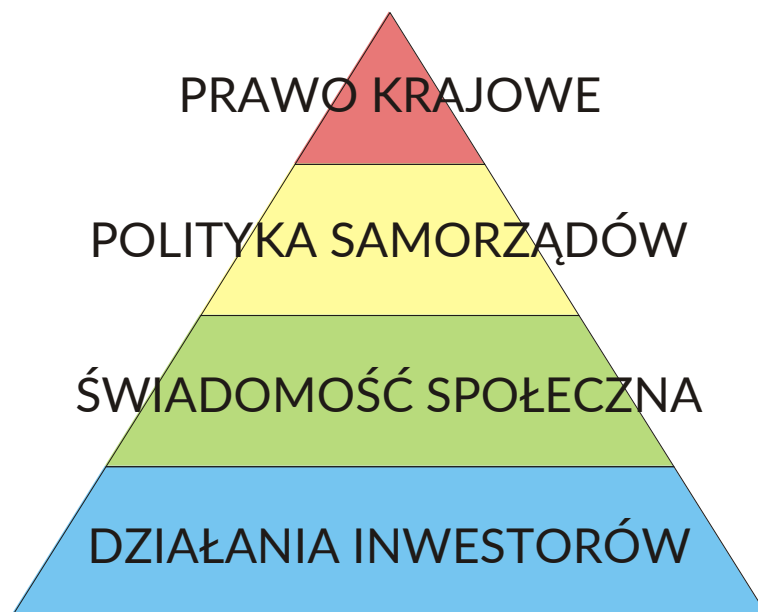 PRAWO KRAJOWE
POLITYKA SAMORZĄDÓW
ŚWIADOMOŚĆ SPOŁECZNA
DZIAŁANIA INWESTORÓW